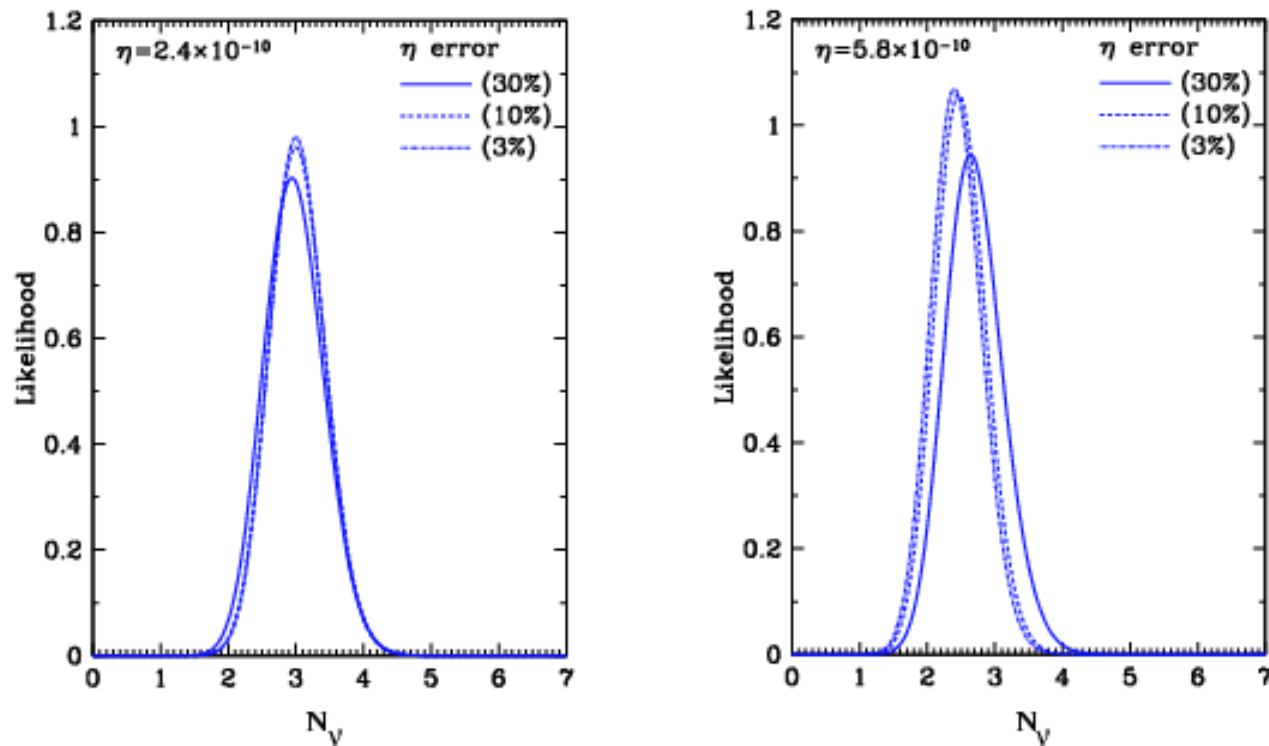 η=2.4×10⁻¹⁰
η error
(30%)
(10%)
(3%)
1.2
1
0.8
0.6
0.4
0.2
0
Likelihood
0 1 2 3 4 5 6 7
Nν
η=5.8×10⁻¹⁰
η error
(30%)
(10%)
(3%)
1.2
1
0.8
0.6
0.4
0.2
0
Likelihood
0 1 2 3 4 5 6 7
Nν